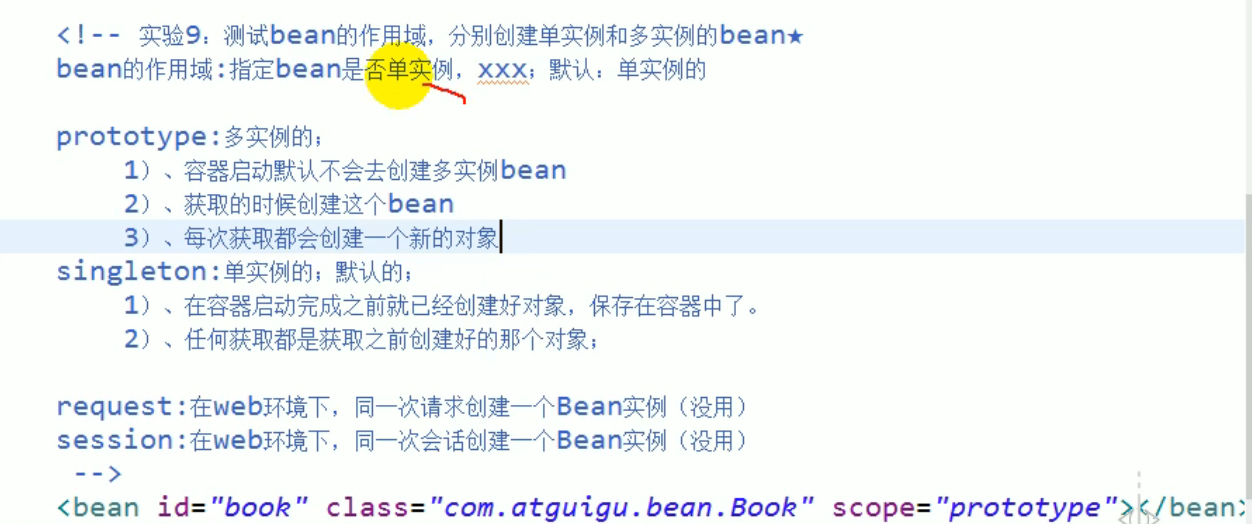 <!-- 实验9：测试bean的作用域，分别创建单实例和多实例的bean★
bean的作用域:指定bean是否单实例，xxx；默认：单实例的
prototype:多实例的；
1）、容器启动默认不会去创建多实例bean
2）、获取的时候创建这个bean
3）、每次获取都会创建一个新的对象
singleton:单实例的；默认的；
1）、在容器启动完成之前就已经创建好对象，保存在容器中了。
2）、任何获取都是获取之前创建好的那个对象；
request:在web环境下，同一次请求创建一个Bean实例（没用）
session:在web环境下，同一次会话创建一个Bean实例（没用）
-->
<bean id="book" class="com.atguigu.bean.Book" scope="prototype"></bean>